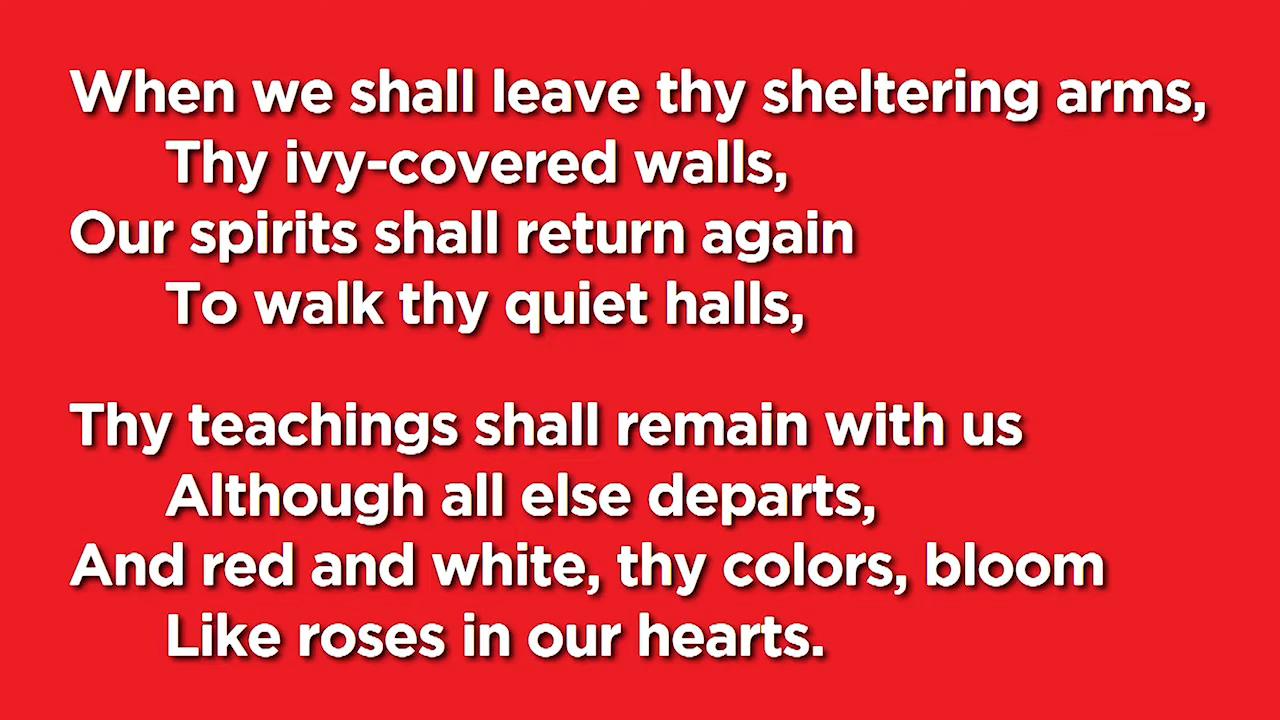 When we shall leave thy sheltering arms,
Thy ivy-covered walls,
Our spirits shall return again
To walk thy quiet halls,
Thy teachings shall remain with us
Although all else departs,
And red and white, thy colors, bloom
Like roses in our hearts.